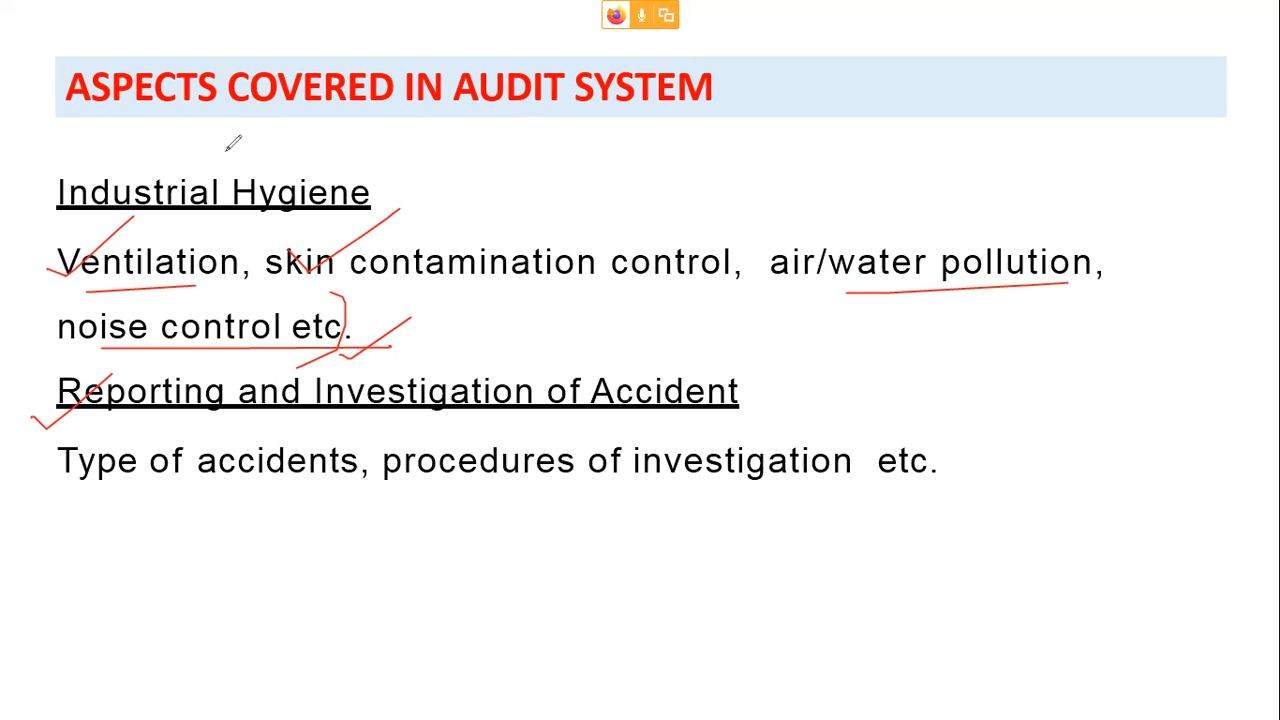 ASPECTS COVERED IN AUDIT SYSTEM
Industrial Hygiene
Ventilation, skin contamination control, air/water pollution,
noise control etc.
Reporting and Investigation of Accident
Type of accidents, procedures of investigation etc.